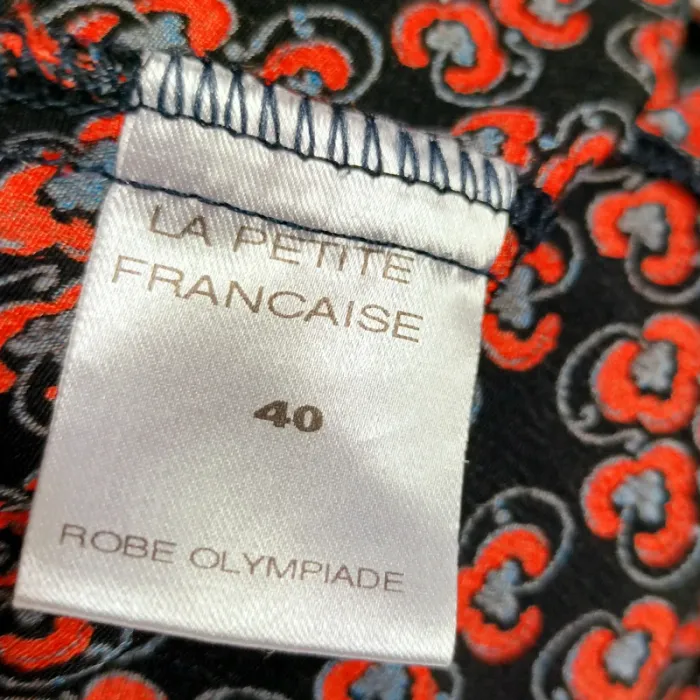 LA PETITE
FRANCAISE
40
ROBE OLYMPIADE